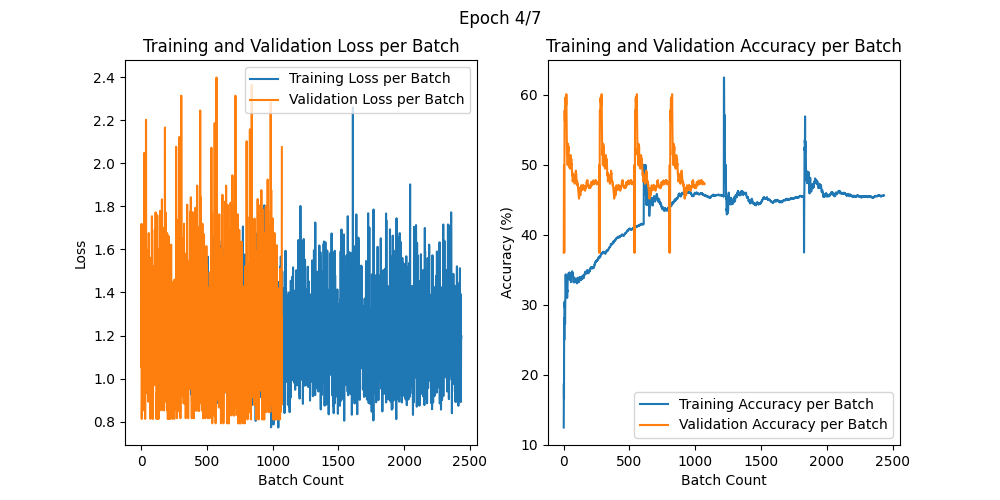 Epoch 4/7
Training and Validation Loss per Batch
Training Loss per Batch
Validation Loss per Batch
2.4
2.2
2.0
1.8
1.6
1.4
1.2
1.0
0.8
Loss
0
500
1000
1500
2000
2500
Batch Count
Training and Validation Accuracy per Batch
60
50
40
30
20
10
Accuracy (%)
Training Accuracy per Batch
Validation Accuracy per Batch
0
500
1000
1500
2000
2500
Batch Count